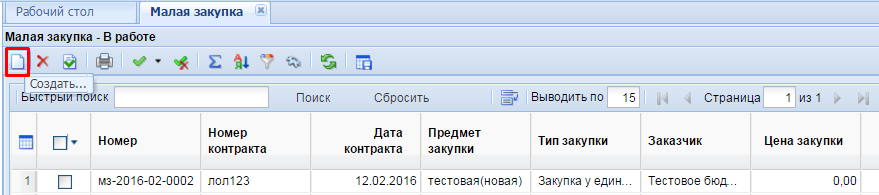 Рабочий стол Малая закупка
Малая закупка - В работе
Создать...
Быстрый поиск Поиск Сбросить Выводить по 15 Страница 1 из 1
Номер Номер контракта Дата контракта Предмет закупки Тип закупки Заказчик Цена закупки
1 мз-2016-02-0002 лол123 12.02.2016 тестовая(новая) Закупка у един... Тестовое бюд... 0,00